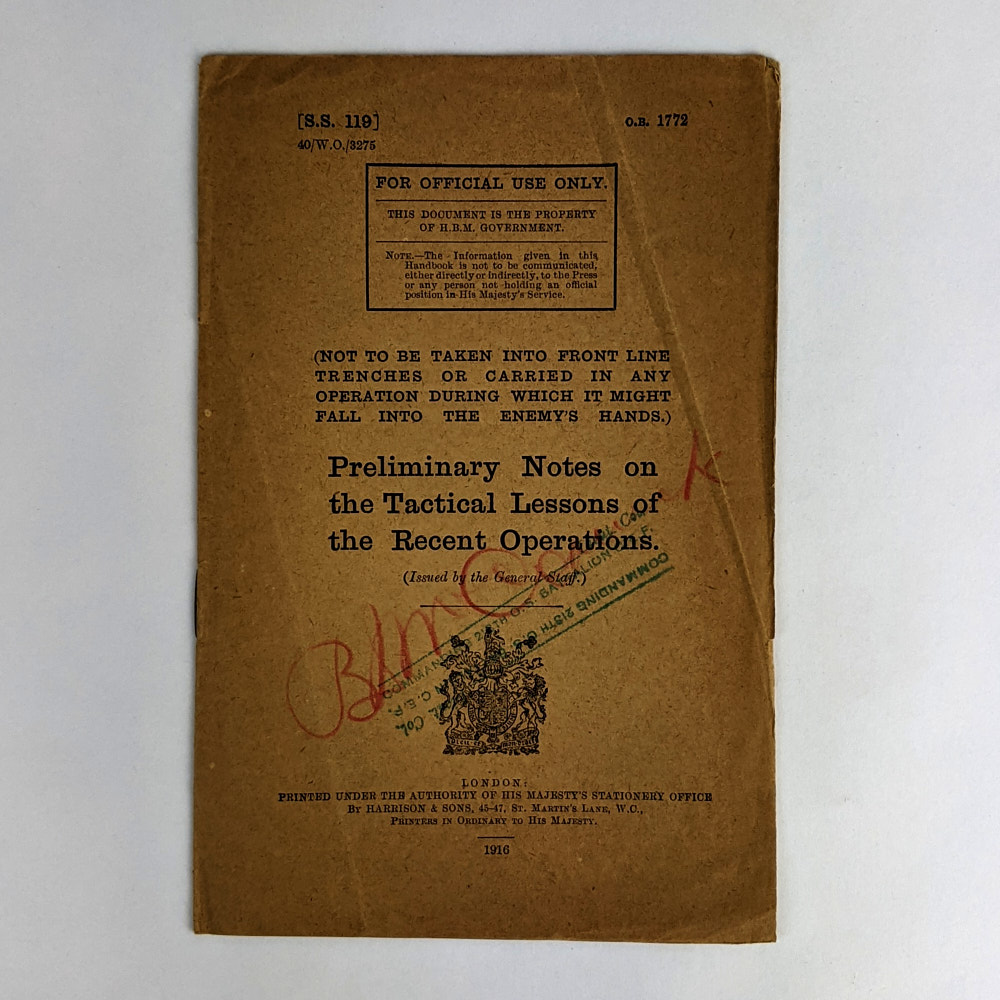 [S.S. 119]
O.B. 1772
40/W.O./3275
FOR OFFICIAL USE ONLY.
THIS DOCUMENT IS THE PROPERTY
OF H.B.M. GOVERNMENT.
NOTE.—The Information given in this
Handbook is not to be communicated,
either directly or indirectly, to the Press
or any person not holding an official
position in His Majesty's Service.
(NOT TO BE TAKEN INTO FRONT LINE
TRENCHES OR CARRIED IN ANY
OPERATION DURING WHICH IT MIGHT
FALL INTO THE ENEMY'S HANDS.)
Preliminary Notes on
the Tactical Lessons of
the Recent Operations.
(Issued by the General Staff.)
Col.
COMMANDING O.S. BATTALION
COMMANDING 218TH O.S.
Col.
C.E.F.
LONDON:
PRINTED UNDER THE AUTHORITY OF HIS MAJESTY'S STATIONERY OFFICE
By HARRISON & SONS, 45-47, St. Martin's Lane, W.C.,
Printers in Ordinary to His Majesty.
1916